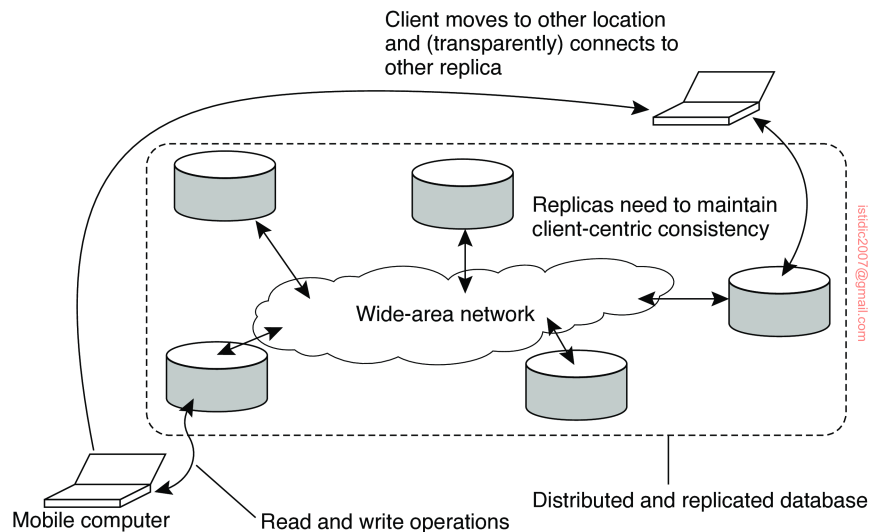 Client moves to other location
and (transparently) connects to
other replica
Replicas need to maintain
client-centric consistency
Wide-area network
istidic2007@gmail.com
Distributed and replicated database
Mobile computer
Read and write operations